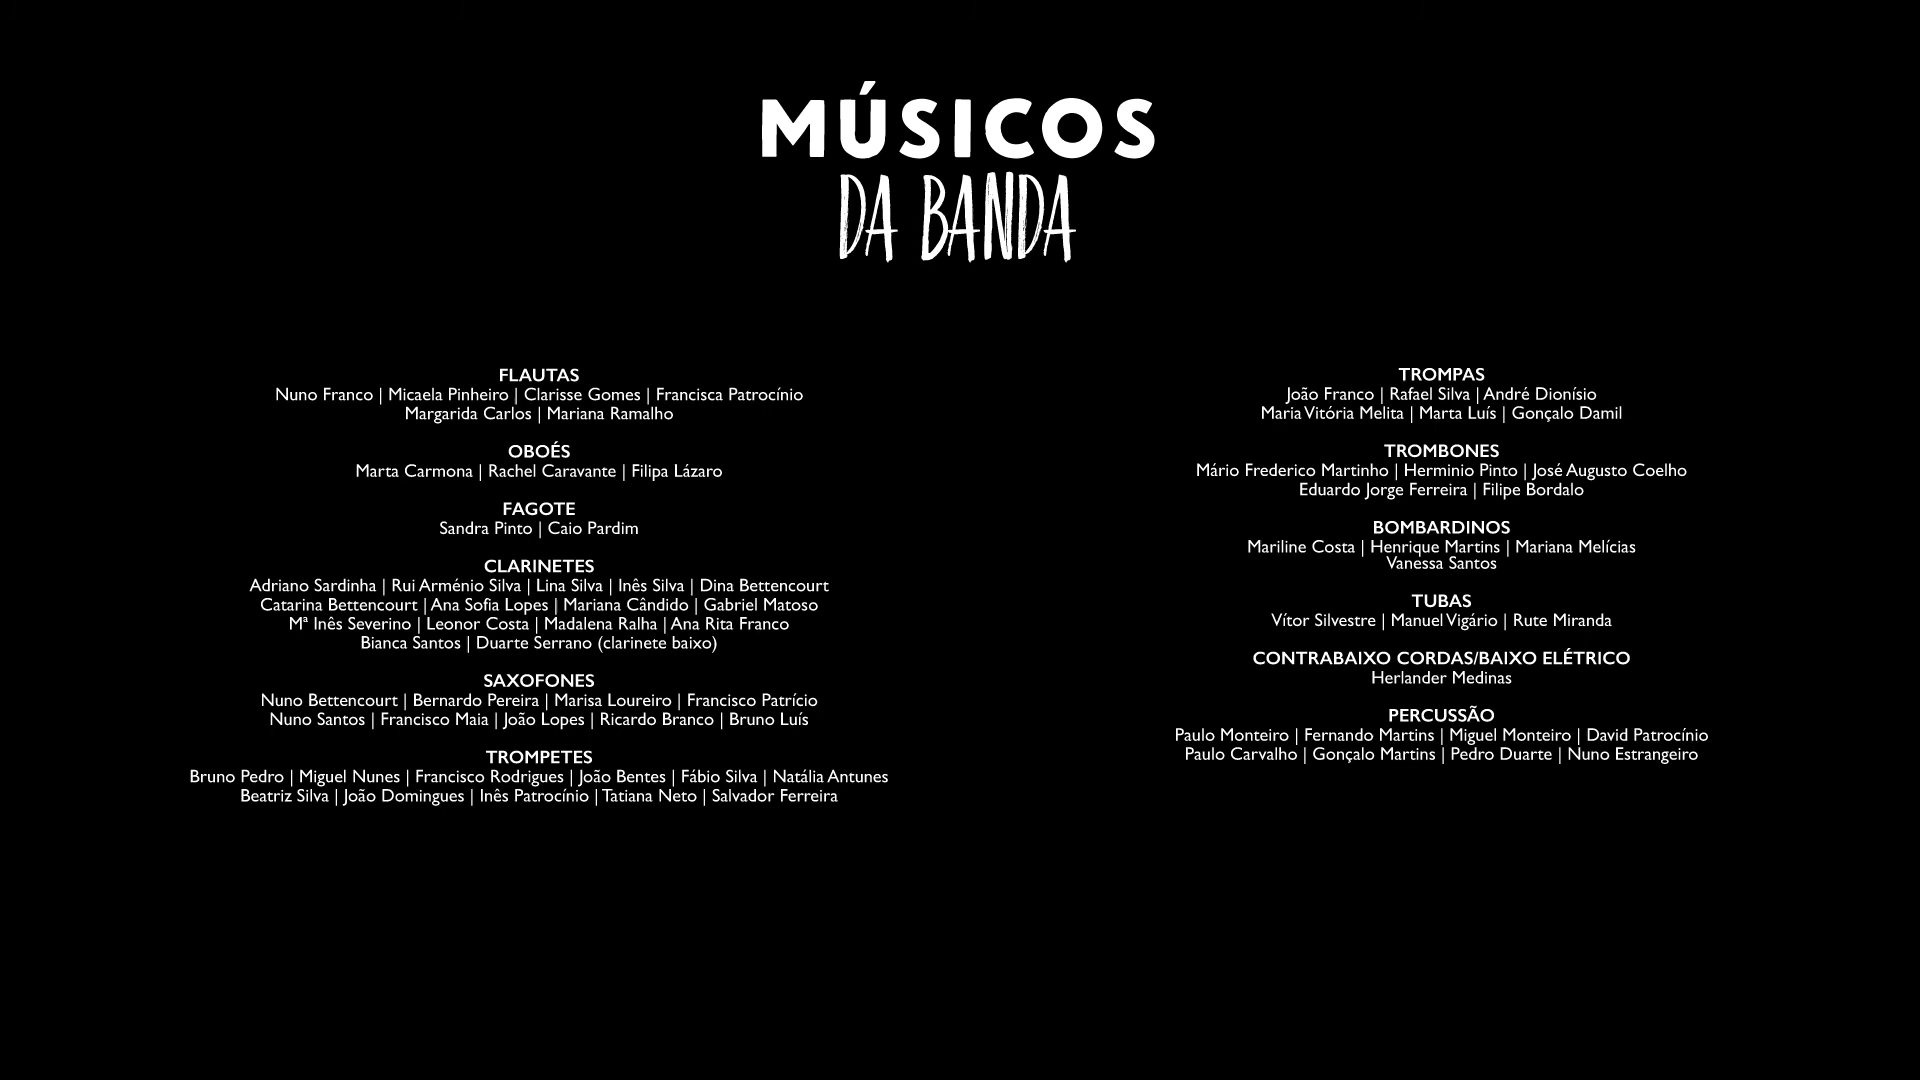 MÚSICOS
DA BANDA
FLAUTAS
Nuno Franco | Micaela Pinheiro | Clarisse Gomes | Francisca Patrocínio
Margarida Carlos | Mariana Ramalho
OBOÉS
Marta Carmona | Rachel Caravante | Filipa Lázaro
FAGOTE
Sandra Pinto | Caio Pardim
CLARINETES
Adriano Sardinha | Rui Arménio Silva | Lina Silva | Inês Silva | Dina Bettencourt
Catarina Bettencourt | Ana Sofia Lopes | Mariana Cândido | Gabriel Matoso
Mª Inês Severino | Leonor Costa | Madalena Ralha | Ana Rita Franco
Bianca Santos | Duarte Serrano (clarinete baixo)
SAXOFONES
Nuno Bettencourt | Bernardo Pereira | Marisa Loureiro | Francisco Patrício
Nuno Santos | Francisco Maia | João Lopes | Ricardo Branco | Bruno Luís
TROMPETES
Bruno Pedro | Miguel Nunes | Francisco Rodrigues | João Bentes | Fábio Silva | Natália Antunes
Beatriz Silva | João Domingues | Inês Patrocínio | Tatiana Neto | Salvador Ferreira
TROMPAS
João Franco | Rafael Silva | André Dionísio
Maria Vitória Melita | Marta Luís | Gonçalo Damil
TROMBONES
Mário Frederico Martinho | Herminio Pinto | José Augusto Coelho
Eduardo Jorge Ferreira | Filipe Bordalo
BOMBARDINOS
Mariline Costa | Henrique Martins | Mariana Melícias
Vanessa Santos
TUBAS
Vítor Silvestre | Manuel Vigário | Rute Miranda
CONTRABAIXO CORDAS/BAIXO ELÉTRICO
Herlander Medinas
PERCUSSÃO
Paulo Monteiro | Fernando Martins | Miguel Monteiro | David Patrocínio
Paulo Carvalho | Gonçalo Martins | Pedro Duarte | Nuno Estrangeiro